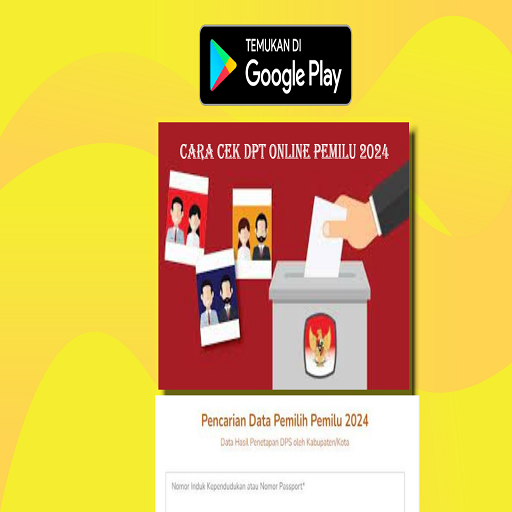 TEMUKAN DI
Google Play
CARA CEK DPT ONLINE PEMILU 2024
Pencarian Data Pemilih Pemilu 2024
Data Hasil Penetapan DPS oleh Kabupaten/Kota
Nomor Induk Kependudukan atau Nomor Passport*